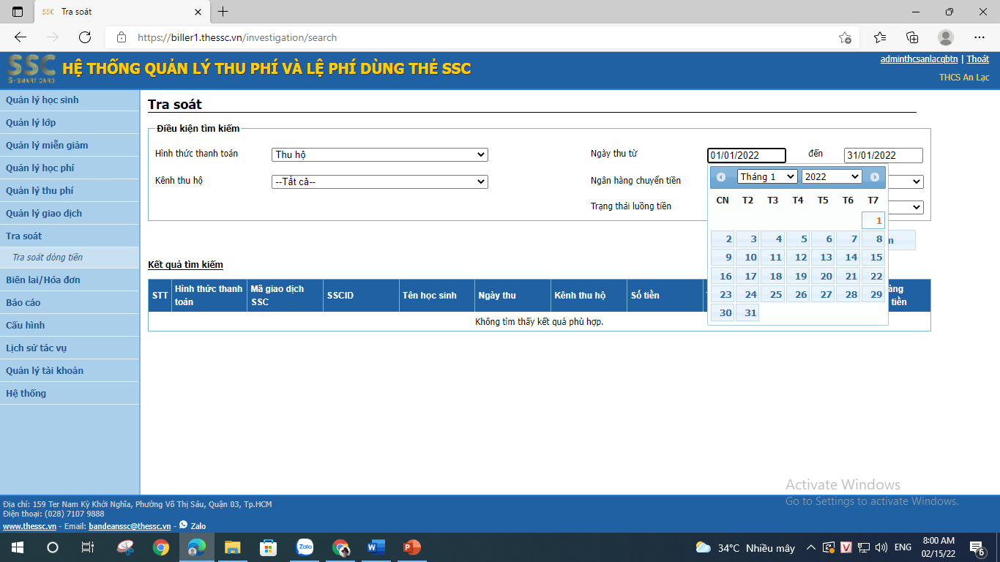 SSC Tra soát
https://biller1.thessc.vn/investigation/search
SSC
S-SMART CARD
HỆ THỐNG QUẢN LÝ THU PHÍ VÀ LỆ PHÍ DÙNG THẺ SSC
adminthcsanlacqbtn | Thoát
THCS An Lạc
Quản lý học sinh
Quản lý lớp
Quản lý miễn giảm
Quản lý học phí
Quản lý thu phí
Quản lý giao dịch
Tra soát
Tra soát dòng tiền
Biên lai/Hóa đơn
Báo cáo
Cấu hình
Lịch sử tác vụ
Quản lý tài khoản
Hệ thống
Tra soát
Điều kiện tìm kiếm
Hình thức thanh toán Thu hộ Ngày thu từ 01/01/2022 đến 31/01/2022
Kênh thu hộ --Tất cả-- Ngân hàng chuyển tiền
Trạng thái luồng tiền
Tháng 1 2022
CN T2 T3 T4 T5 T6 T7
1
2 3 4 5 6 7 8
9 10 11 12 13 14 15
16 17 18 19 20 21 22
23 24 25 26 27 28 29
30 31
Kết quả tìm kiếm
STT Hình thức thanh toán Mã giao dịch SSC SSCID Tên học sinh Ngày thu Kênh thu hộ Số tiền tiền
Không tìm thấy kết quả phù hợp.
Activate Windows
Go to Settings to activate Windows.
Địa chỉ: 159 Ter Nam Kỳ Khởi Nghĩa, Phường Võ Thị Sáu, Quận 03, Tp.HCM
Điện thoại: (028) 7107 9888
www.thessc.vn - Email: bandeanssc@thessc.vn - Zalo
Zalo
34°C Nhiều mây ENG 8:00 AM
02/15/22
6